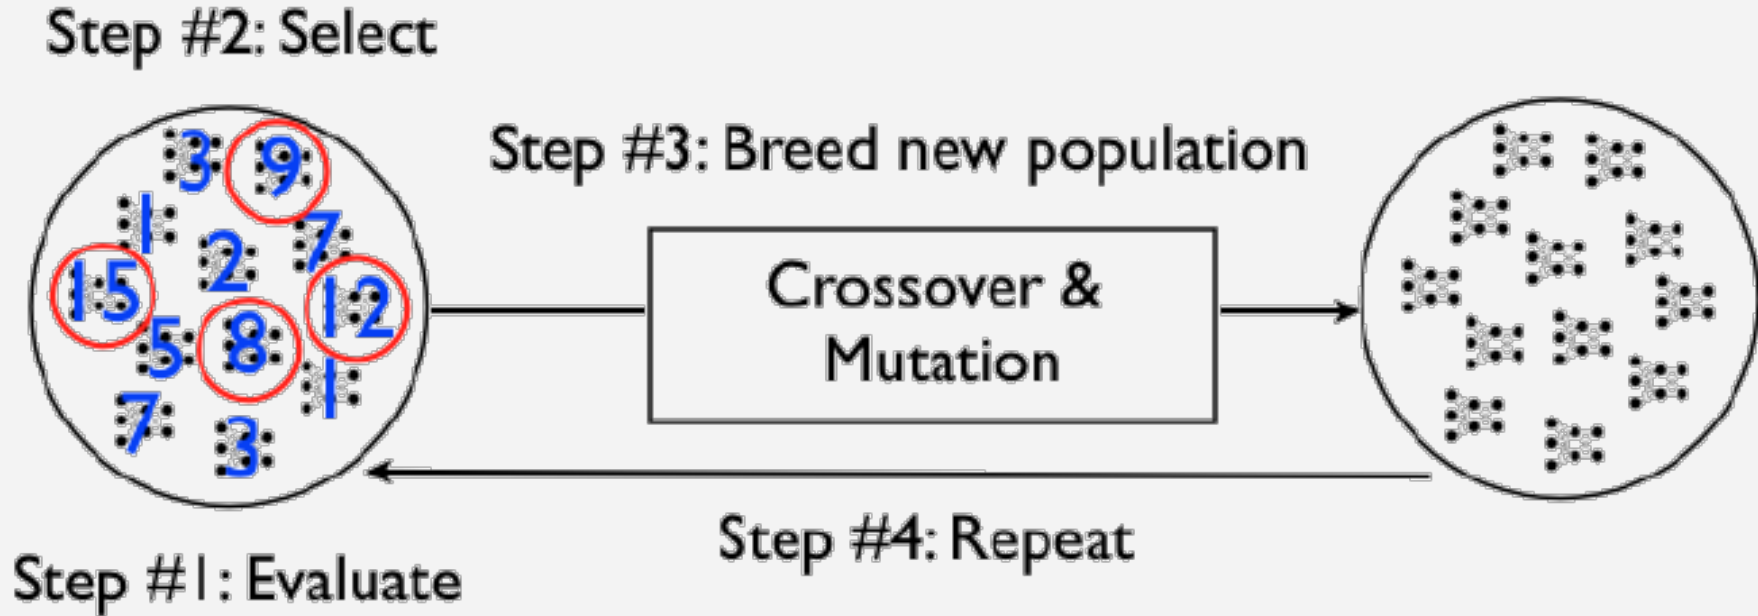 Step #2: Select
3
9
Step #3: Breed new population
1
7
2
15
12
Crossover &
Mutation
5
8
1
7
3
Step #4: Repeat
Step #1: Evaluate